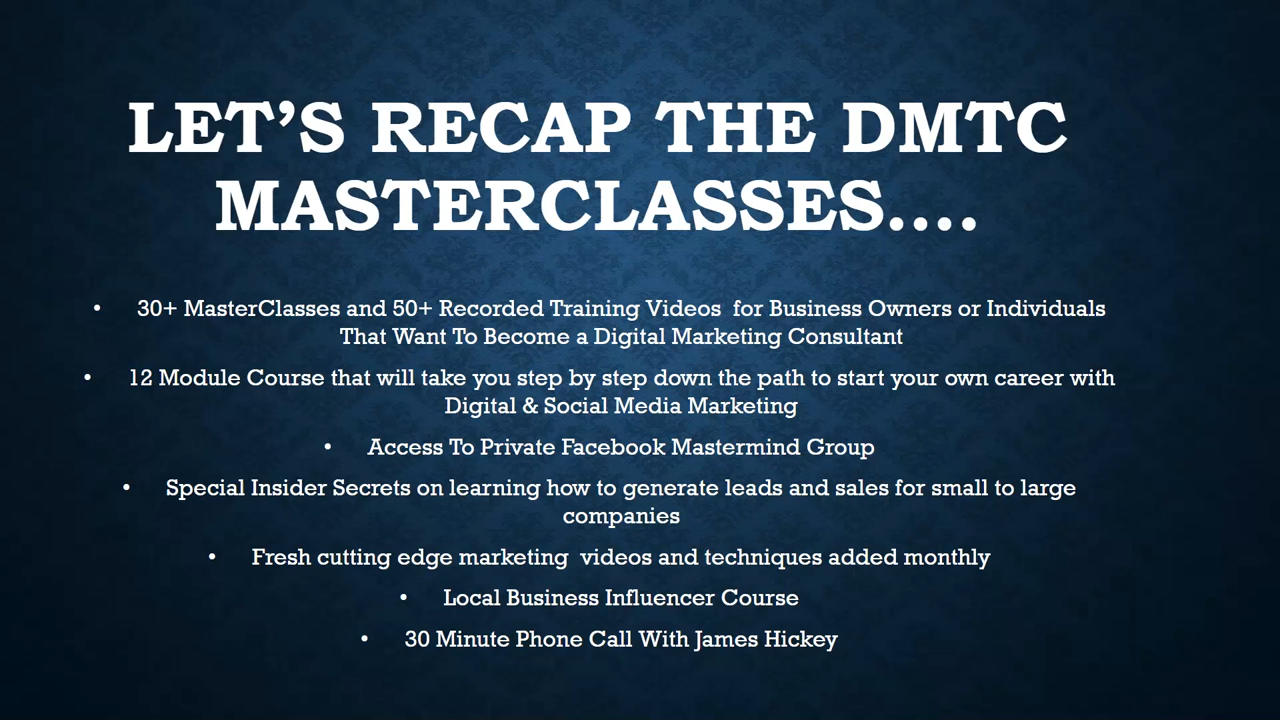 LET'S RECAP THE DMTC
MASTERCLASSES....
• 30+ MasterClasses and 50+ Recorded Training Videos  for Business Owners or Individuals
That Want To Become a Digital Marketing Consultant
• 12 Module Course that will take you step by step down the path to start your own career with
Digital & Social Media Marketing
• Access To Private Facebook Mastermind Group
• Special Insider Secrets on learning how to generate leads and sales for small to large
companies
• Fresh cutting edge marketing  videos and techniques added monthly
• Local Business Influencer Course
• 30 Minute Phone Call With James Hickey